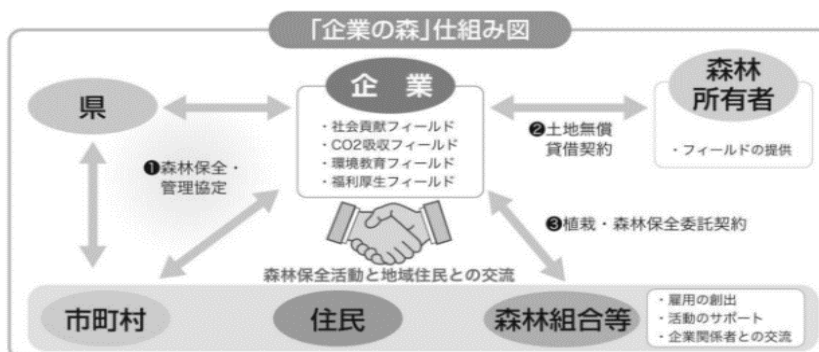 「企業の森」仕組み図
県
企業
・社会貢献フィールド
・CO2吸収フィールド
・環境教育フィールド
・福利厚生フィールド
森林
所有者
・フィールドの提供
❶森林保全・
管理協定
❷土地無償
貸借契約
❸植栽・森林保全委託契約
森林保全活動と地域住民との交流
市町村
住民
森林組合等
・雇用の創出
・活動のサポート
・企業関係者との交流